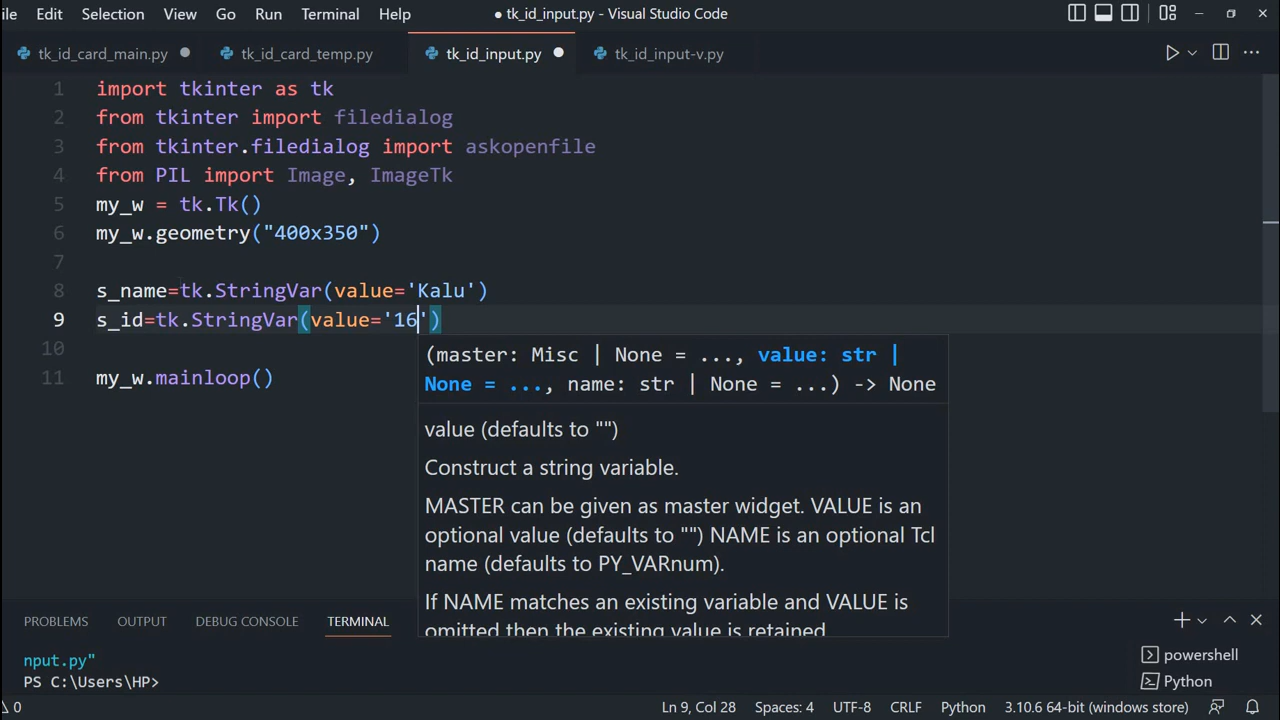 ile Edit Selection View Go Run Terminal Help ● tk_id_input.py - Visual Studio Code
tk_id_card_main.py tk_id_card_temp.py tk_id_input.py tk_id_input-v.py
1 import tkinter as tk
2 from tkinter import filedialog
3 from tkinter.filedialog import askopenfile
4 from PIL import Image, ImageTk
5 my_w = tk.Tk()
6 my_w.geometry("400x350")
7
8 s_name=tk.StringVar(value='Kalu')
9 s_id=tk.StringVar(value='16')
10
11 my_w.mainloop()
(master: Misc | None = ..., value: str |
None = ..., name: str | None = ...) -> None
value (defaults to "")
Construct a string variable.
MASTER can be given as master widget. VALUE is an
optional value (defaults to "") NAME is an optional Tcl
name (defaults to PY_VARnum).
If NAME matches an existing variable and VALUE is
omitted then the existing value is retained.
PROBLEMS OUTPUT DEBUG CONSOLE TERMINAL
nput.py"
PS C:\Users\HP>
powershell
Python
0 Ln 9, Col 28 Spaces: 4 UTF-8 CRLF Python 3.10.6 64-bit (windows store)